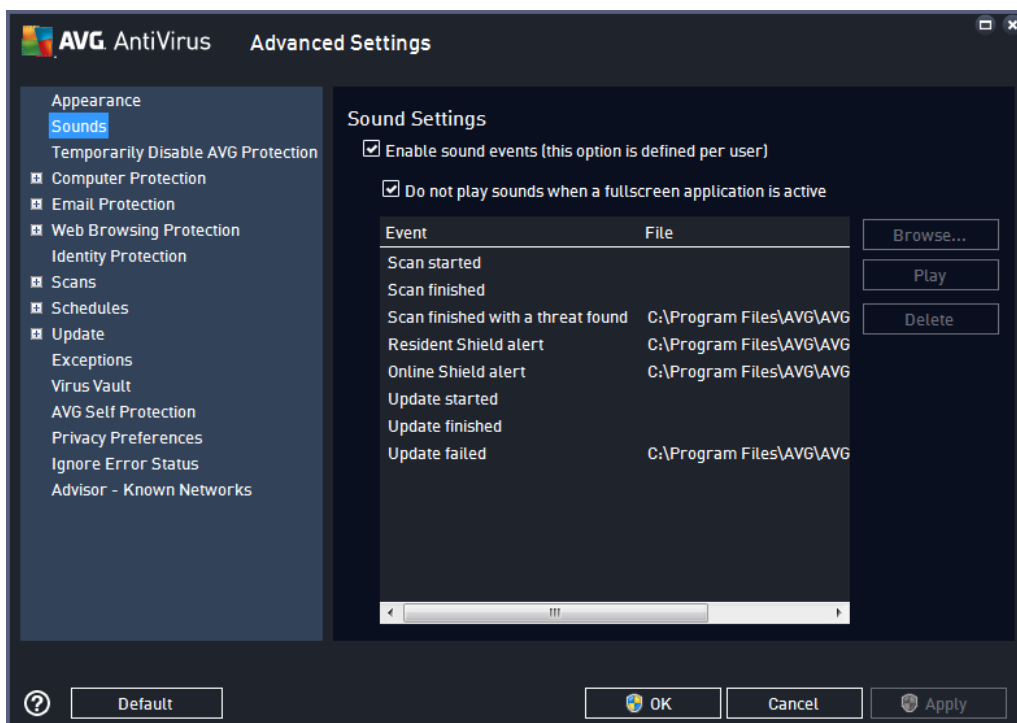 AVG. AntiVirus Advanced Settings
Appearance
Sounds
Temporarily Disable AVG Protection
Computer Protection
Email Protection
Web Browsing Protection
Identity Protection
Scans
Schedules
Update
Exceptions
Virus Vault
AVG Self Protection
Privacy Preferences
Ignore Error Status
Advisor - Known Networks
Sound Settings
Enable sound events (this option is defined per user)
Do not play sounds when a fullscreen application is active
Event File
Scan started
Scan finished
Scan finished with a threat found C:\Program Files\AVG\AVG
Resident Shield alert C:\Program Files\AVG\AVG
Online Shield alert C:\Program Files\AVG\AVG
Update started
Update finished
Update failed C:\Program Files\AVG\AVG
Browse...
Play
Delete
? Default OK Cancel Apply